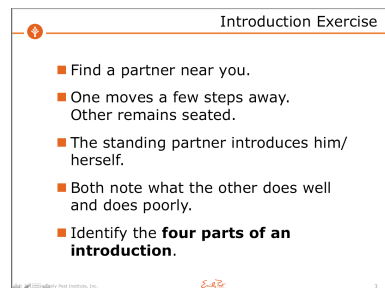 Introduction Exercise
Find a partner near you.
One moves a few steps away.
Other remains seated.
The standing partner introduces him/
herself.
Both note what the other does well
and does poorly.
Identify the four parts of an
introduction.
Post Institute, Inc.